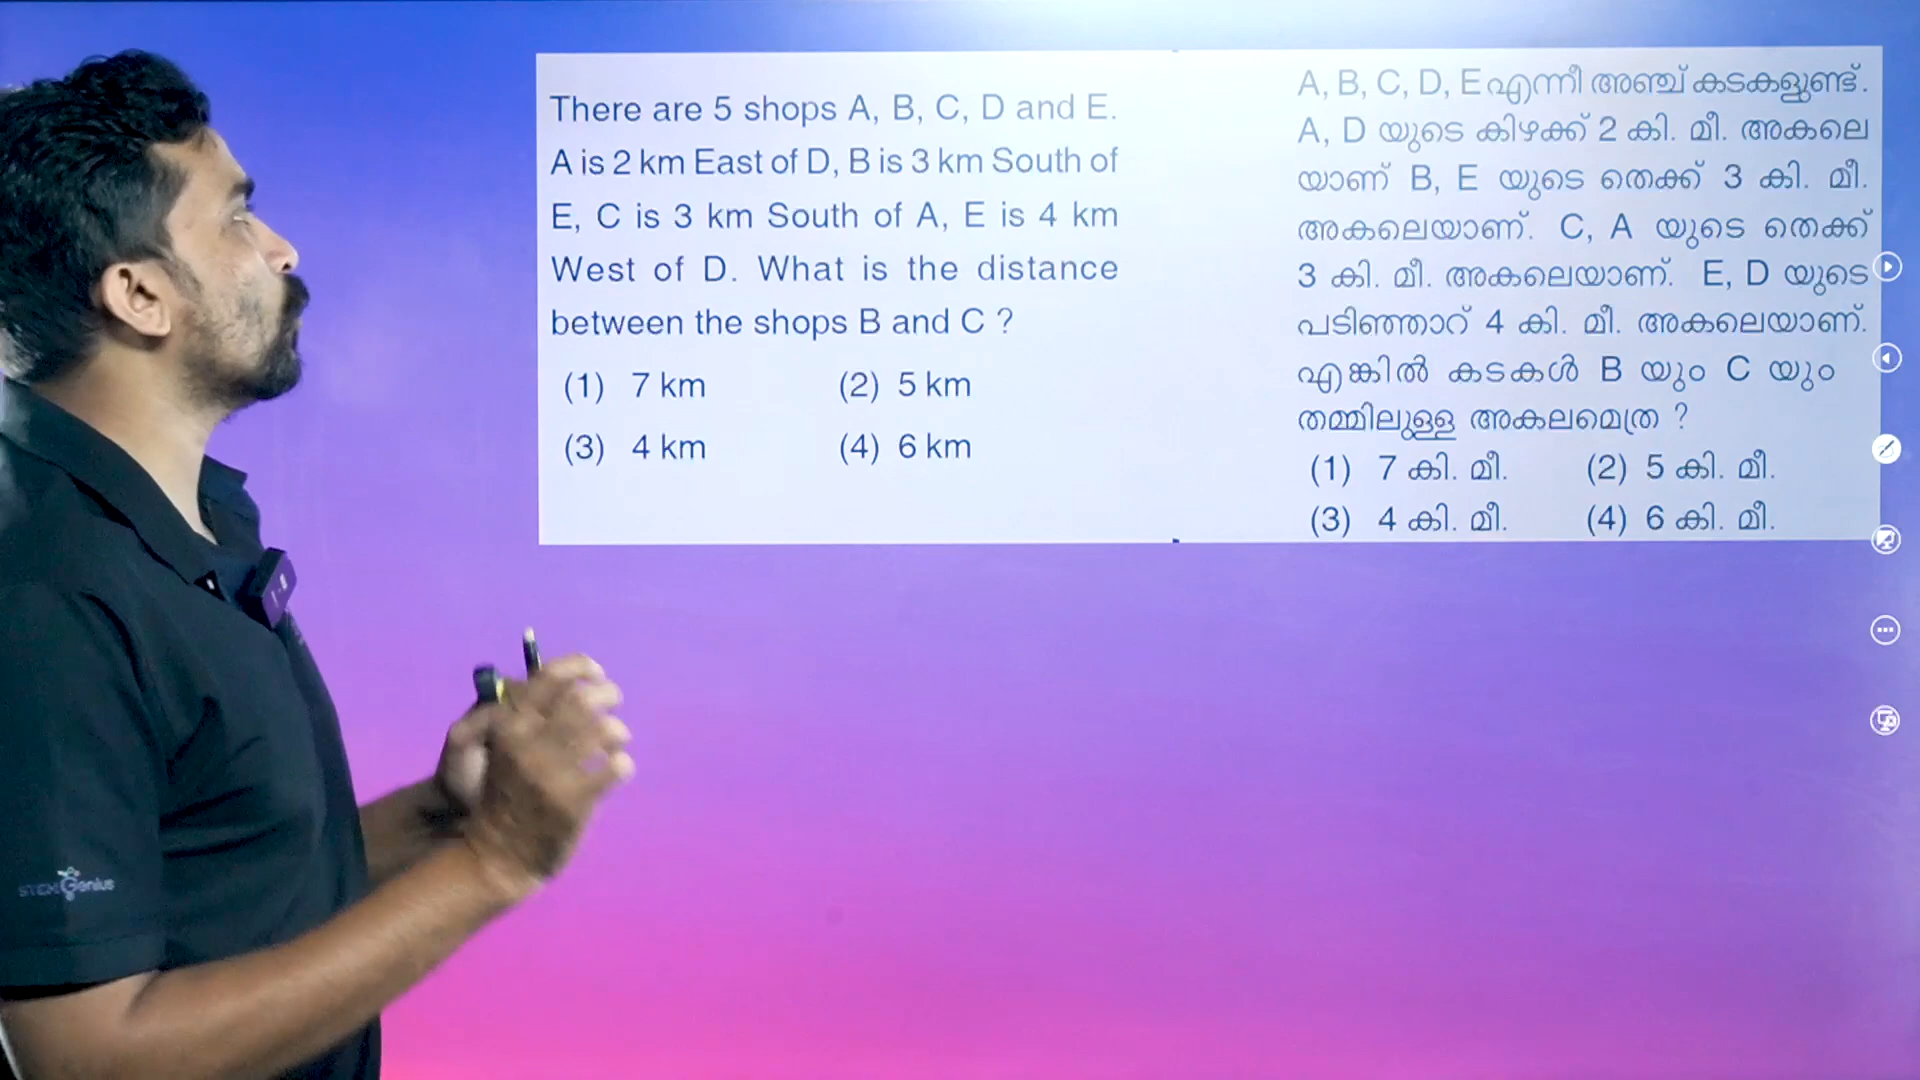 There are 5 shops A, B, C, D and E.
A is 2 km East of D, B is 3 km South of
E, C is 3 km South of A, E is 4 km
West of D. What is the distance
between the shops B and C ?
(1) 7 km (2) 5 km
(3) 4 km (4) 6 km
A, B, C, D, E എന്നീ അഞ്ച് കടകളുണ്ട്.
A, D യുടെ കിഴക്ക് 2 കി. മീ. അകലെ
യാണ് B, E യുടെ തെക്ക് 3 കി. മീ.
അകലെയാണ്. C, A യുടെ തെക്ക്
3 കി. മീ. അകലെയാണ്. E, D യുടെ
പടിഞ്ഞാറ് 4 കി. മീ. അകലെയാണ്.
എങ്കിൽ കടകൾ B യും C യും
തമ്മിലുള്ള അകലമെത്ര ?
(1) 7 കി. മീ. (2) 5 കി. മീ.
(3) 4 കി. മീ. (4) 6 കി. മീ.
STEM Genius